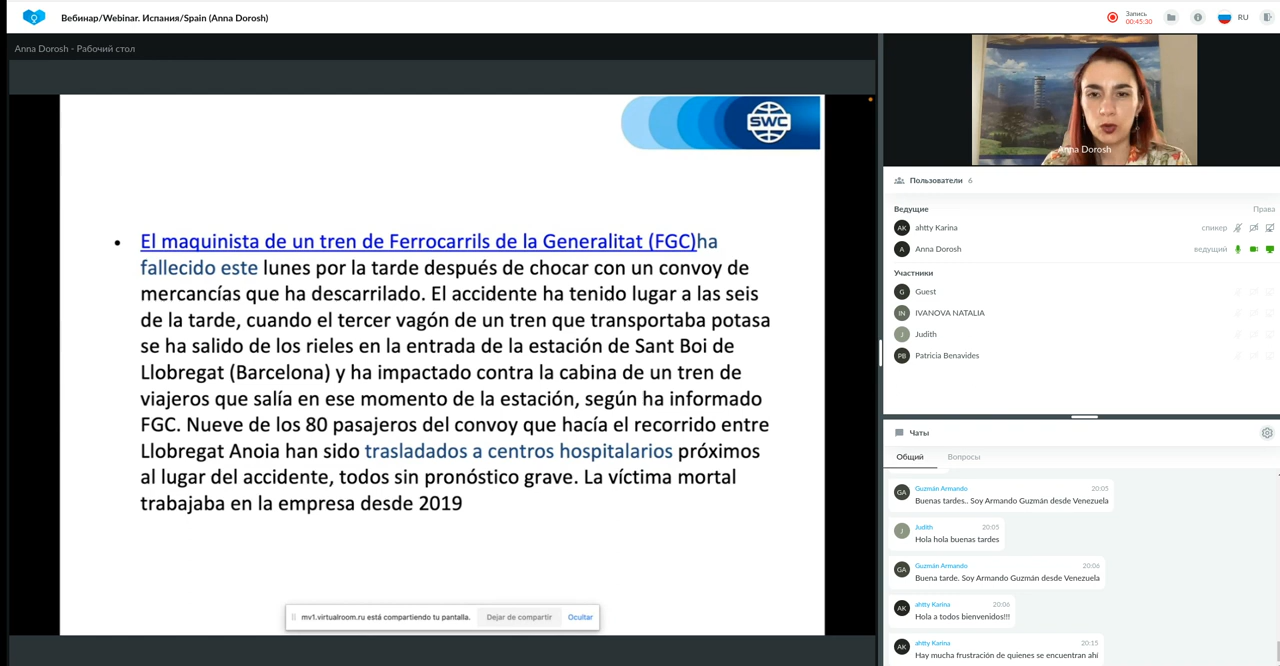 Вебинар/Webinar. Испания/Spain (Anna Dorosh)
Запись
00:45:30
RU
Anna Dorosh - Рабочий стол
SWC
El maquinista de un tren de Ferrocarrils de la Generalitat (FGC)ha
fallecido este lunes por la tarde después de chocar con un convoy de
mercancías que ha descarrilado. El accidente ha tenido lugar a las seis
de la tarde, cuando el tercer vagón de un tren que transportaba potasa
se ha salido de los rieles en la entrada de la estación de Sant Boi de
Llobregat (Barcelona) y ha impactado contra la cabina de un tren de
viajeros que salía en ese momento de la estación, según ha informado
FGC. Nueve de los 80 pasajeros del convoy que hacía el recorrido entre
Llobregat Anoia han sido trasladados a centros hospitalarios próximos
al lugar del accidente, todos sin pronóstico grave. La víctima mortal
trabajaba en la empresa desde 2019
mv1.virtualroom.ru está compartiendo tu pantalla. Dejar de compartir Ocultar
Anna Dorosh
Пользователи 6
Ведущие Права
AK ahtty Karina спикер
A Anna Dorosh ведущий
Участники
G Guest
IN IVANOVA NATALIA
J Judith
PB Patricia Benavides
Чаты
Общий Вопросы
GA Guzmán Armando 20:05
Buenas tardes.. Soy Armando Guzmán desde Venezuela
J Judith 20:05
Hola hola buenas tardes
GA Guzmán Armando 20:06
Buena tarde. Soy Armando Guzmán desde Venezuela
AK ahtty Karina 20:06
Hola a todos bienvenidos!!!
AK ahtty Karina 20:15
Hay mucha frustración de quienes se encuentran ahí